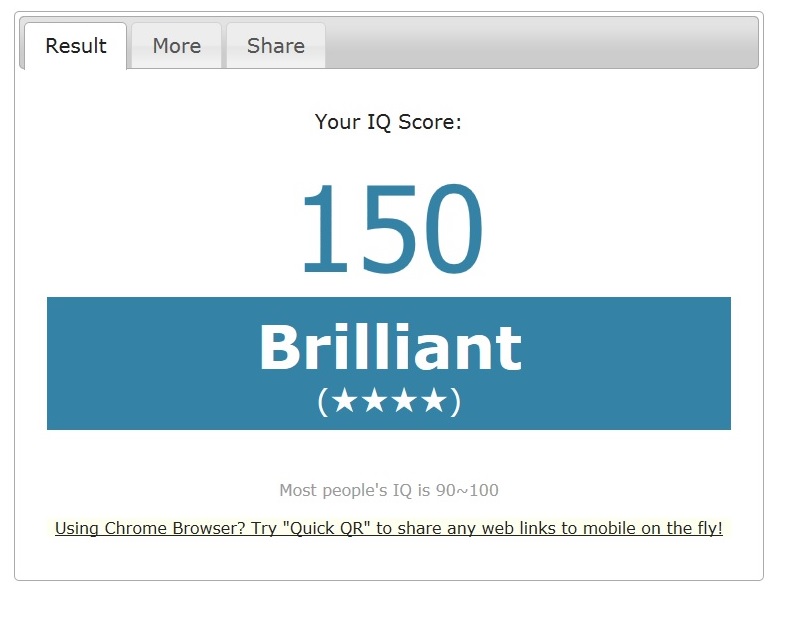 Result More Share
Your IQ Score:
150
Brilliant
(★★★★)
Most people's IQ is 90~100
Using Chrome Browser? Try "Quick QR" to share any web links to mobile on the fly!